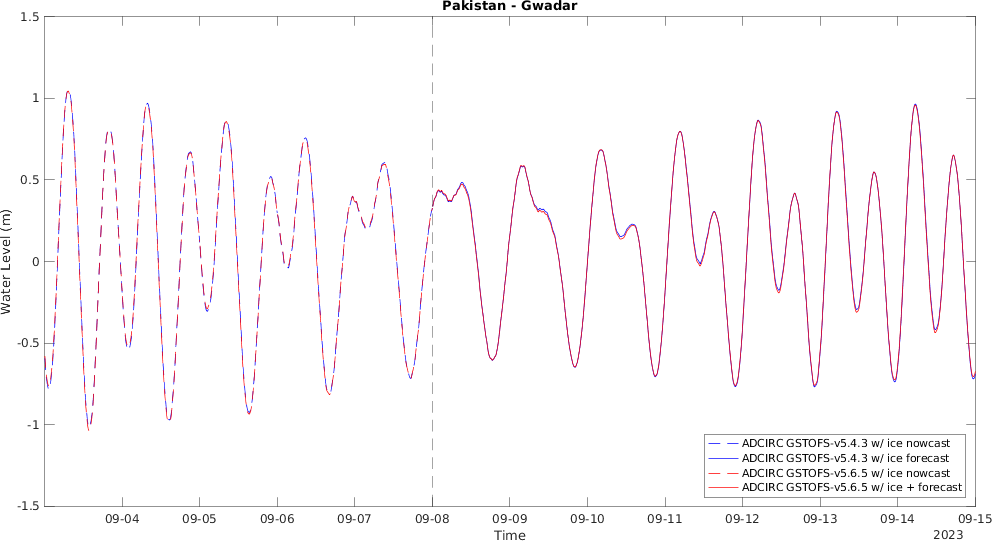 Pakistan - Gwadar
1.5
1
0.5
0
-0.5
-1
-1.5
Water Level (m)
ADCIRC GSTOFS-v5.4.3 w/ ice nowcast
ADCIRC GSTOFS-v5.4.3 w/ ice forecast
ADCIRC GSTOFS-v5.6.5 w/ ice nowcast
ADCIRC GSTOFS-v5.6.5 w/ ice + forecast
09-04 09-05 09-06 09-07 09-08 09-09 09-10 09-11 09-12 09-13 09-14 09-15
Time
2023